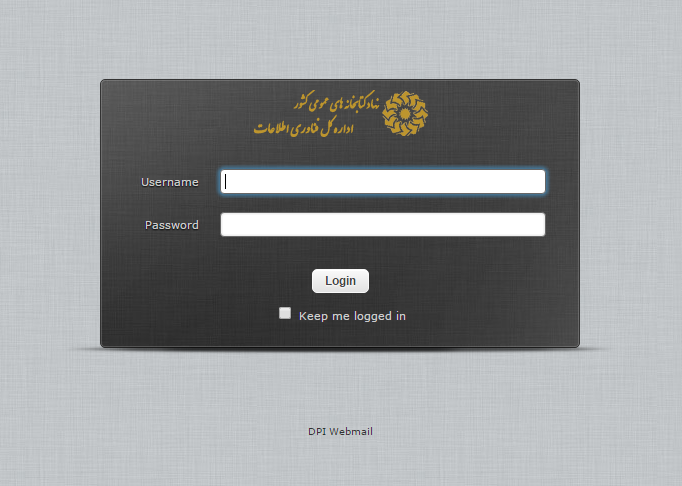 نهاد کتابخانه های عمومی کشور
اداره کل فناوری اطلاعات
Username
Password
Login
Keep me logged in
DPI Webmail